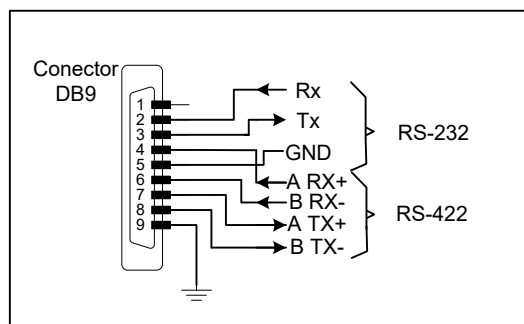 Conector
DB9
1
2
3
4
5
6
7
8
9
Rx
Tx
GND
A RX+
B RX-
A TX+
B TX-
RS-232
RS-422